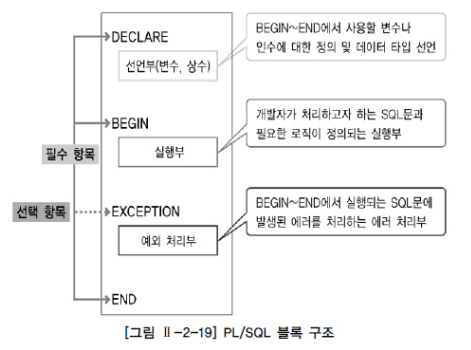 DECLARE
선언부(변수, 상수)
BEGIN~END에서 사용할 변수나
인수에 대한 정의 및 데이터 타입 선언
BEGIN
필수 항목
실행부
개발자가 처리하고자 하는 SQL문과
필요한 로직이 정의되는 실행부
선택 항목
EXCEPTION
예외 처리부
BEGIN~END에서 실행되는 SQL문에
발생된 에러를 처리하는 에러 처리부
END
[그림 Ⅱ-2-19] PL/SQL 블록 구조